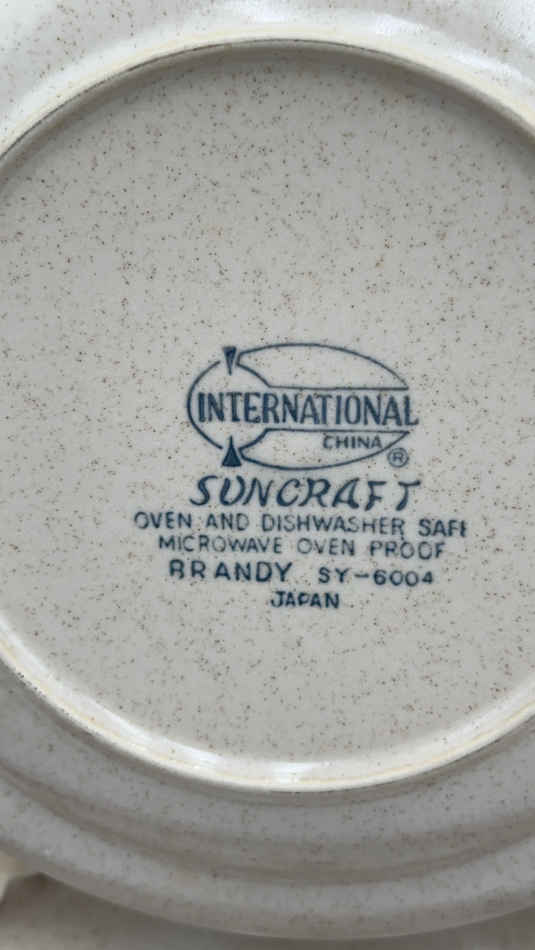 INTERNATIONAL
CHINA ®
SUNCRAFT
OVEN AND DISHWASHER SAFE
MICROWAVE OVEN PROOF
BRANDY SY-6004
JAPAN